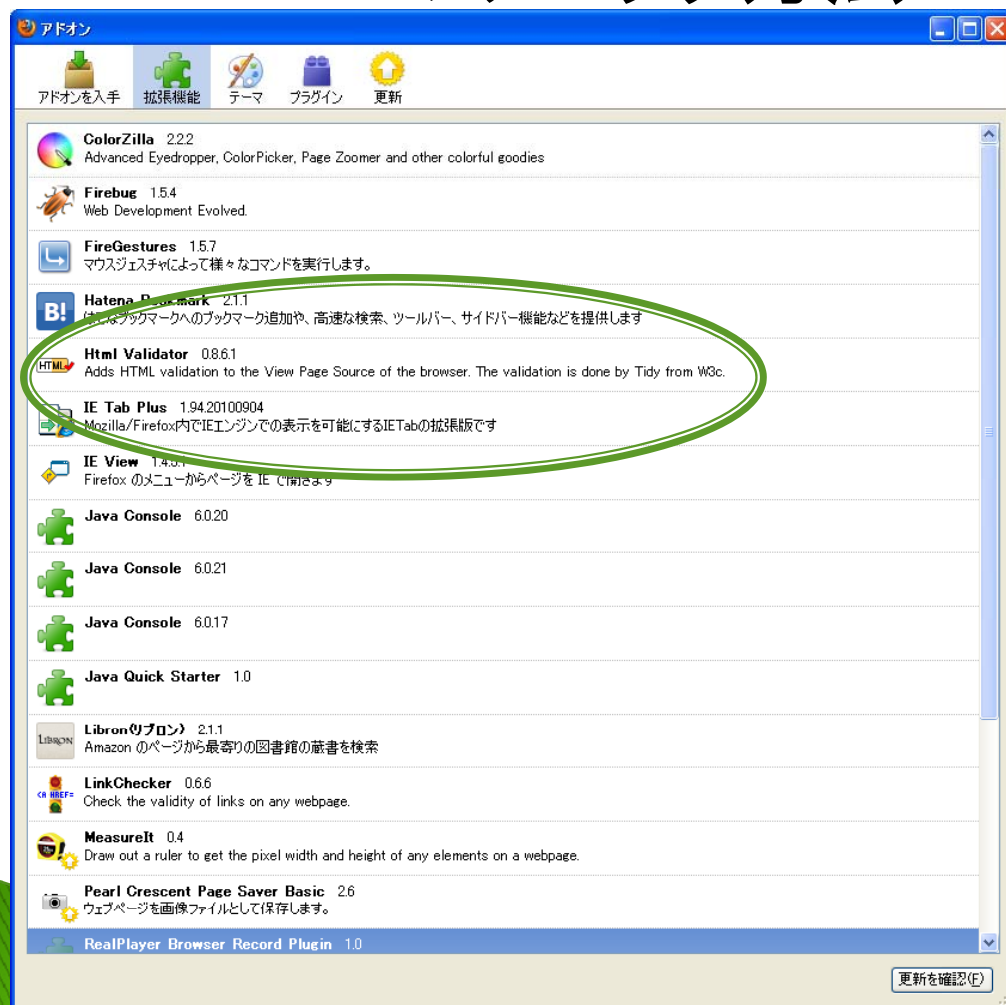 アドオン
アドオンを入手 拡張機能 テーマ プラグイン 更新
ColorZilla 2.2.2
Advanced Eyedropper, ColorPicker, Page Zoomer and other colorful goodies
Firebug 1.5.4
Web Development Evolved.
FireGestures 1.5.7
マウスジェスチャによって様々なコマンドを実行します。
B! Hatena Bookmark 2.1.1
はてなブックマークへのブックマーク追加や、高速な検索、ツールバー、サイドバー機能などを提供します
HTML Html Validator 0.8.6.1
Adds HTML validation to the View Page Source of the browser. The validation is done by Tidy from W3c.
IE Tab Plus 1.94.20100904
Mozilla/Firefox内でIEエンジンでの表示を可能にするIETabの拡張版です
IE View
Firefox のメニューからページを IE で開きます
Java Console 6.0.20
Java Console 6.0.21
Java Console 6.0.17
Java Quick Starter 1.0
LIBRON Libron(リブロン) 2.1.1
Amazon のページから最寄りの図書館の蔵書を検索
<A HREF= LinkChecker 0.6.6
Check the validity of links on any webpage.
MeasureIt 0.4
Draw out a ruler to get the pixel width and height of any elements on a webpage.
Pearl Crescent Page Saver Basic 2.6
ウェブページを画像ファイルとして保存します。
RealPlayer Browser Record Plugin 1.0
更新を確認(F)